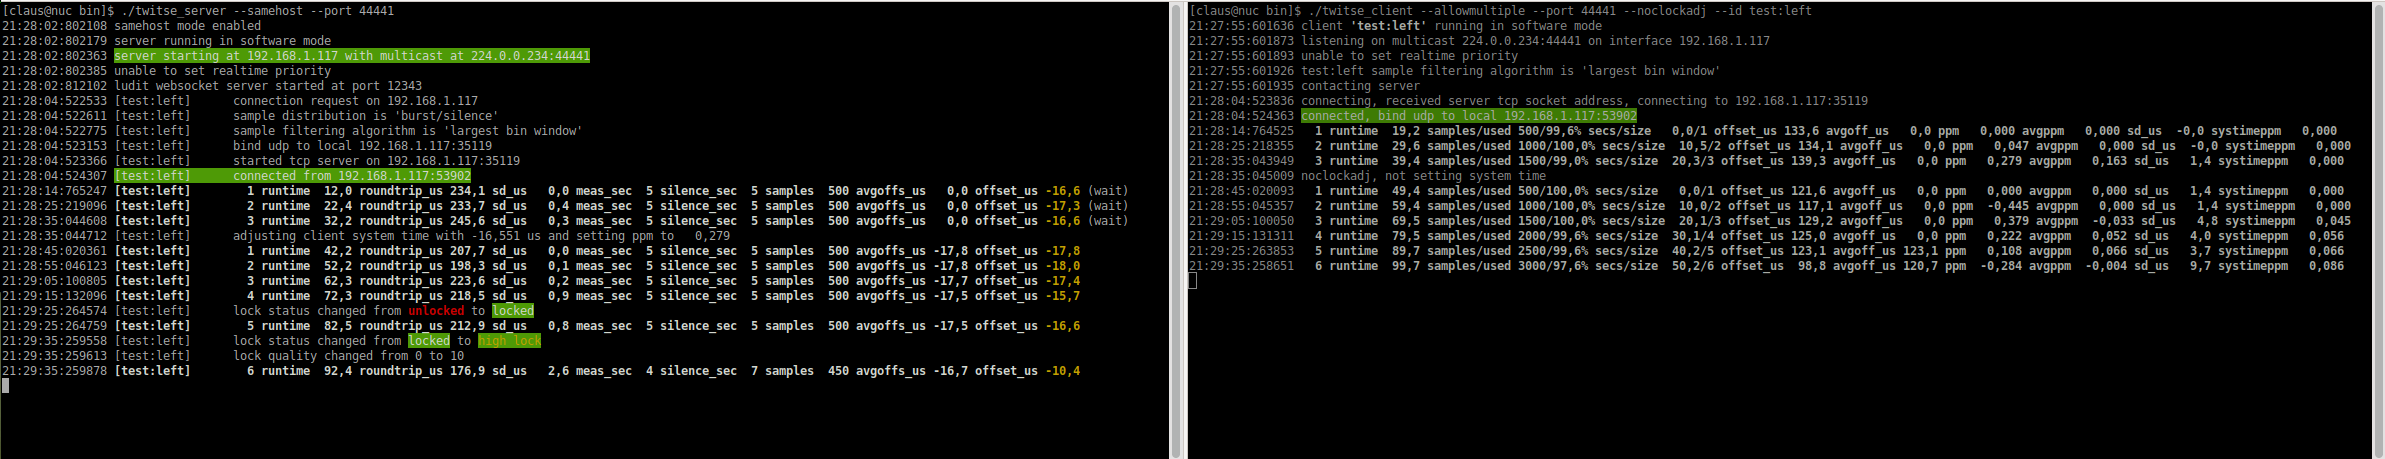 [claus@nuc bin]$ ./twitse_server --samehost --port 44441
21:28:02:802108 samehost mode enabled
21:28:02:802179 server running in software mode
21:28:02:802363 server starting at 192.168.1.117 with multicast at 224.0.0.234:44441
21:28:02:802385 unable to set realtime priority
21:28:02:812102 ludit websocket server started at port 12343
21:28:04:522533 [test:left]      connection request on 192.168.1.117
21:28:04:522611 [test:left]      sample distribution is 'burst/silence'
21:28:04:522775 [test:left]      sample filtering algorithm is 'largest bin window'
21:28:04:523153 [test:left]      bind udp to local 192.168.1.117:35119
21:28:04:523366 [test:left]      started tcp server on 192.168.1.117:35119
21:28:04:524307 [test:left]      connected from 192.168.1.117:53902
21:28:14:765247 [test:left]        1 runtime  12,0 roundtrip_us 234,1 sd_us   0,0 meas_sec  5 silence_sec  5 samples  500 avgoffs_us   0,0 offset_us -16,6 (wait)
21:28:25:219096 [test:left]        2 runtime  22,4 roundtrip_us 233,7 sd_us   0,4 meas_sec  5 silence_sec  5 samples  500 avgoffs_us   0,0 offset_us -17,3 (wait)
21:28:35:044608 [test:left]        3 runtime  32,2 roundtrip_us 245,6 sd_us   0,3 meas_sec  5 silence_sec  5 samples  500 avgoffs_us   0,0 offset_us -16,6 (wait)
21:28:35:044712 [test:left]      adjusting client system time with -16,551 us and setting ppm to   0,279
21:28:45:020361 [test:left]        1 runtime  42,2 roundtrip_us 207,7 sd_us   0,0 meas_sec  5 silence_sec  5 samples  500 avgoffs_us -17,8 offset_us -17,8
21:28:55:046123 [test:left]        2 runtime  52,2 roundtrip_us 198,3 sd_us   0,1 meas_sec  5 silence_sec  5 samples  500 avgoffs_us -17,8 offset_us -18,0
21:29:05:100805 [test:left]        3 runtime  62,3 roundtrip_us 223,6 sd_us   0,2 meas_sec  5 silence_sec  5 samples  500 avgoffs_us -17,7 offset_us -17,4
21:29:15:132096 [test:left]        4 runtime  72,3 roundtrip_us 218,5 sd_us   0,9 meas_sec  5 silence_sec  5 samples  500 avgoffs_us -17,5 offset_us -15,7
21:29:25:264574 [test:left]      lock status changed from unlocked to locked
21:29:25:264759 [test:left]        5 runtime  82,5 roundtrip_us 212,9 sd_us   0,8 meas_sec  5 silence_sec  5 samples  500 avgoffs_us -17,5 offset_us -16,6
21:29:35:259558 [test:left]      lock status changed from locked to high lock
21:29:35:259613 [test:left]      lock quality changed from 0 to 10
21:29:35:259878 [test:left]        6 runtime  92,4 roundtrip_us 176,9 sd_us   2,6 meas_sec  4 silence_sec  7 samples  450 avgoffs_us -16,7 offset_us -10,4
[claus@nuc bin]$ ./twitse_client --allowmultiple --port 44441 --noclockadj --id test:left
21:27:55:601636 client 'test:left' running in software mode
21:27:55:601873 listening on multicast 224.0.0.234:44441 on interface 192.168.1.117
21:27:55:601893 unable to set realtime priority
21:27:55:601926 test:left sample filtering algorithm is 'largest bin window'
21:27:55:601935 contacting server
21:28:04:523836 connecting, received server tcp socket address, connecting to 192.168.1.117:35119
21:28:04:524363 connected, bind udp to local 192.168.1.117:53902
21:28:14:764525   1 runtime  19,2 samples/used 500/99,6% secs/size   0,0/1 offset_us 133,6 avgoff_us   0,0 ppm   0,000 avgppm   0,000 sd_us  -0,0 systimeppm   0,000
21:28:25:218355   2 runtime  29,6 samples/used 1000/100,0% secs/size  10,5/2 offset_us 134,1 avgoff_us   0,0 ppm   0,047 avgppm   0,000 sd_us  -0,0 systimeppm   0,000
21:28:35:043949   3 runtime  39,4 samples/used 1500/99,0% secs/size  20,3/3 offset_us 139,3 avgoff_us   0,0 ppm   0,279 avgppm   0,163 sd_us   1,4 systimeppm   0,000
21:28:35:045009 noclockadj, not setting system time
21:28:45:020093   1 runtime  49,4 samples/used 500/100,0% secs/size   0,0/1 offset_us 121,6 avgoff_us   0,0 ppm   0,000 avgppm   0,000 sd_us   1,4 systimeppm   0,000
21:28:55:045357   2 runtime  59,4 samples/used 1000/100,0% secs/size  10,0/2 offset_us 117,1 avgoff_us   0,0 ppm  -0,445 avgppm   0,000 sd_us   1,4 systimeppm   0,000
21:29:05:100050   3 runtime  69,5 samples/used 1500/100,0% secs/size  20,1/3 offset_us 129,2 avgoff_us   0,0 ppm   0,379 avgppm  -0,033 sd_us   4,8 systimeppm   0,045
21:29:15:131311   4 runtime  79,5 samples/used 2000/99,6% secs/size  30,1/4 offset_us 125,0 avgoff_us   0,0 ppm   0,222 avgppm   0,052 sd_us   4,0 systimeppm   0,056
21:29:25:263853   5 runtime  89,7 samples/used 2500/99,6% secs/size  40,2/5 offset_us 123,1 avgoff_us 123,1 ppm   0,108 avgppm   0,066 sd_us   3,7 systimeppm   0,066
21:29:35:258651   6 runtime  99,7 samples/used 3000/97,6% secs/size  50,2/6 offset_us  98,8 avgoff_us 120,7 ppm  -0,284 avgppm  -0,004 sd_us   9,7 systimeppm   0,086